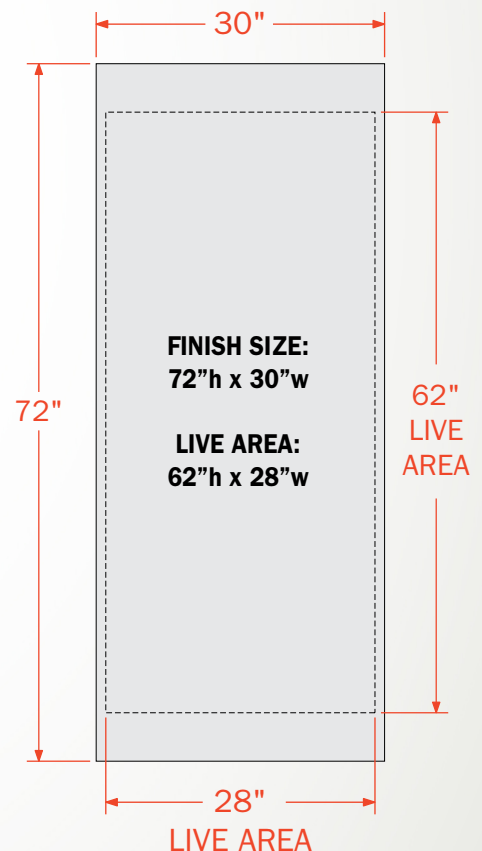 30"
FINISH SIZE:
72”h x 30”w
LIVE AREA:
62”h x 28”w
72"
62"
LIVE
AREA
28"
LIVE AREA